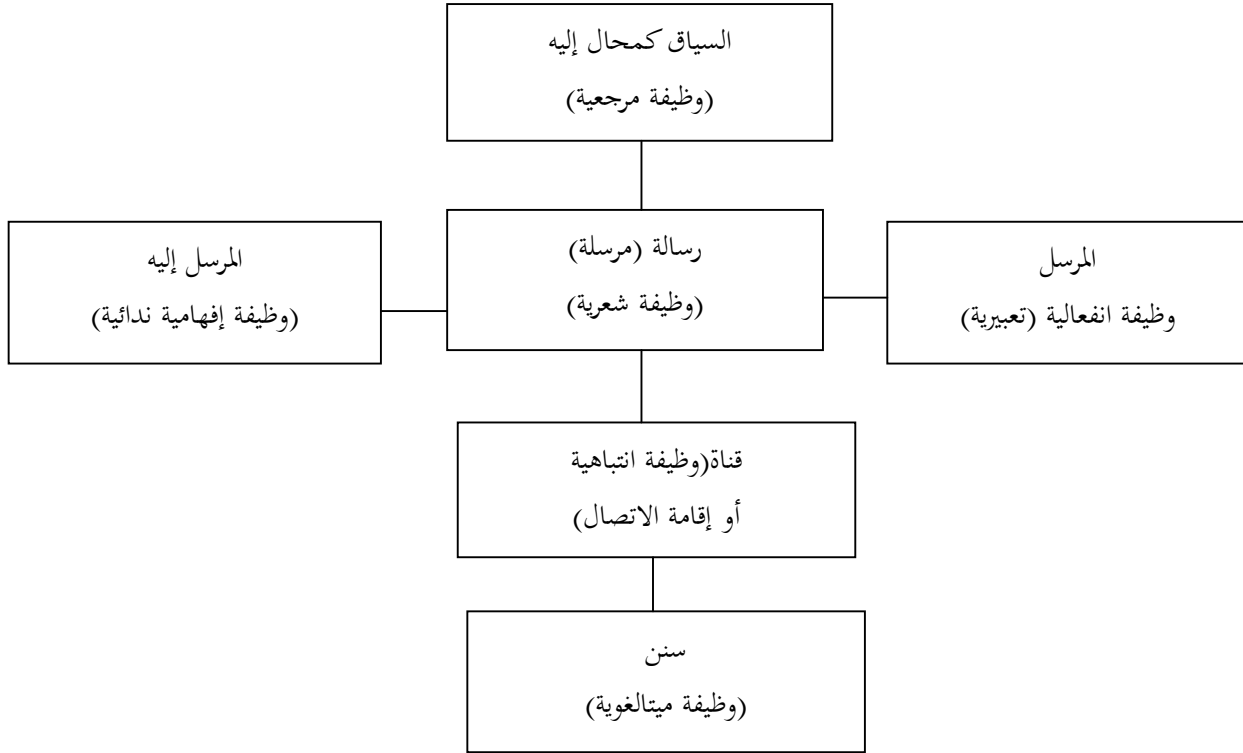 السياق كمحال إليه
(وظيفة مرجعية)
المرسل
وظيفة انفعالية (تعبيرية)
رسالة (مرسلة)
(وظيفة شعرية)
المرسل إليه
(وظيفة إفهامية ندائية)
قناة(وظيفة انتباهية
أو إقامة الاتصال)
سنن
(وظيفة ميتالغوية)